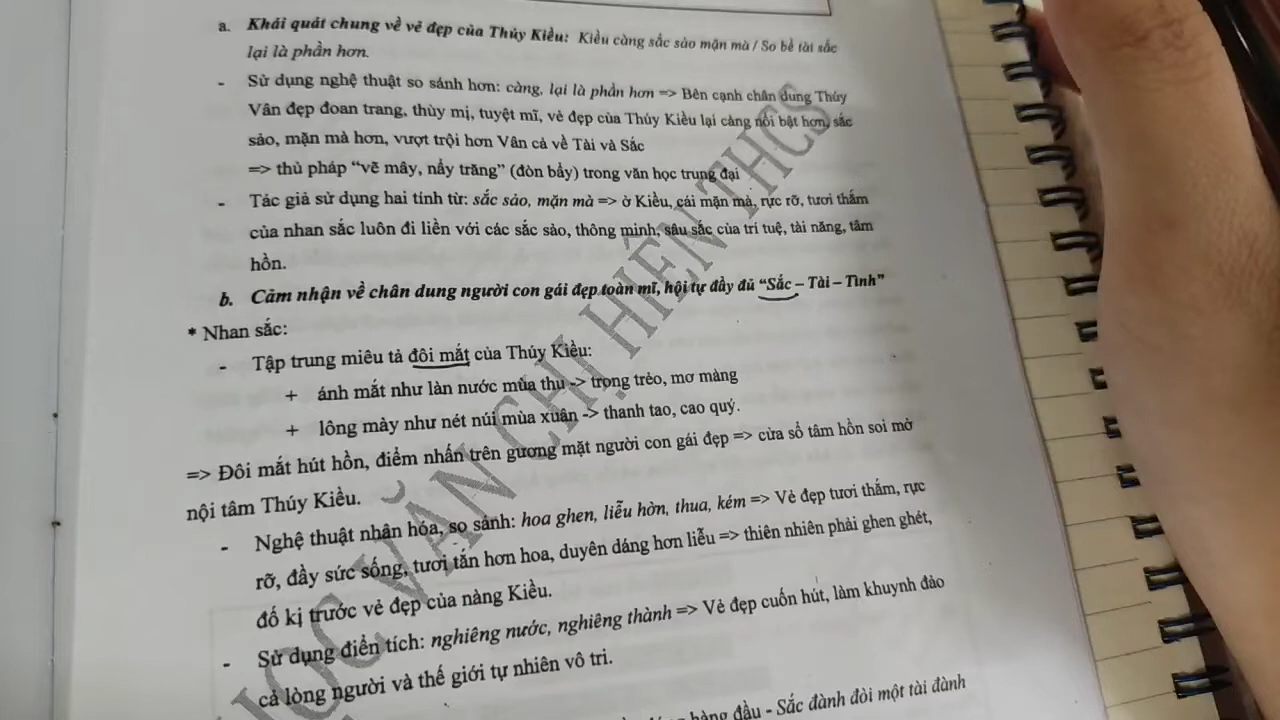 a. Khái quát chung về vẻ đẹp của Thúy Kiều: Kiều càng sắc sảo mặn mà / So bề tài sắc
lại là phần hơn.
- Sử dụng nghệ thuật so sánh hơn: càng, lại là phần hơn => Bên cạnh chân dung Thúy
Vân đẹp đoan trang, thùy mị, tuyệt mĩ, vẻ đẹp của Thúy Kiều lại càng nổi bật hơn, sắc
sảo, mặn mà hơn, vượt trội hơn Vân cả về Tài và Sắc
=> thủ pháp “vẽ mây, nẩy trăng” (đòn bẩy) trong văn học trung đại
- Tác giả sử dụng hai tính từ: sắc sảo, mặn mà => ở Kiều, cái mặn mà, rực rỡ, tươi thắm
của nhan sắc luôn đi liền với các sắc sảo, thông minh, sâu sắc của trí tuệ, tài năng, tâm
hồn.
b. Cảm nhận về chân dung người con gái đẹp toàn mĩ, hội tự đầy đủ “Sắc – Tài – Tình”
* Nhan sắc:
- Tập trung miêu tả đôi mắt của Thúy Kiều:
+ ánh mắt như làn nước mùa thu -> trong trẻo, mơ màng
+ lông mày như nét núi mùa xuân -> thanh tao, cao quý.
=> Đôi mắt hút hồn, điểm nhấn trên gương mặt người con gái đẹp => cửa sổ tâm hồn soi mở
nội tâm Thúy Kiều.
- Nghệ thuật nhân hóa, so sánh: hoa ghen, liễu hờn, thua, kém => Vẻ đẹp tươi thắm, rực
rỡ, đầy sức sống, tươi tắn hơn hoa, duyên dáng hơn liễu => thiên nhiên phải ghen ghét,
đố kị trước vẻ đẹp của nàng Kiều.
- Sử dụng điển tích: nghiêng nước, nghiêng thành => Vẻ đẹp cuốn hút, làm khuynh đảo
cả lòng người và thế giới tự nhiên vô tri.
hàng đầu - Sắc đành đòi một tài đành
HỌC VĂN CHỊ HIÊN THCS